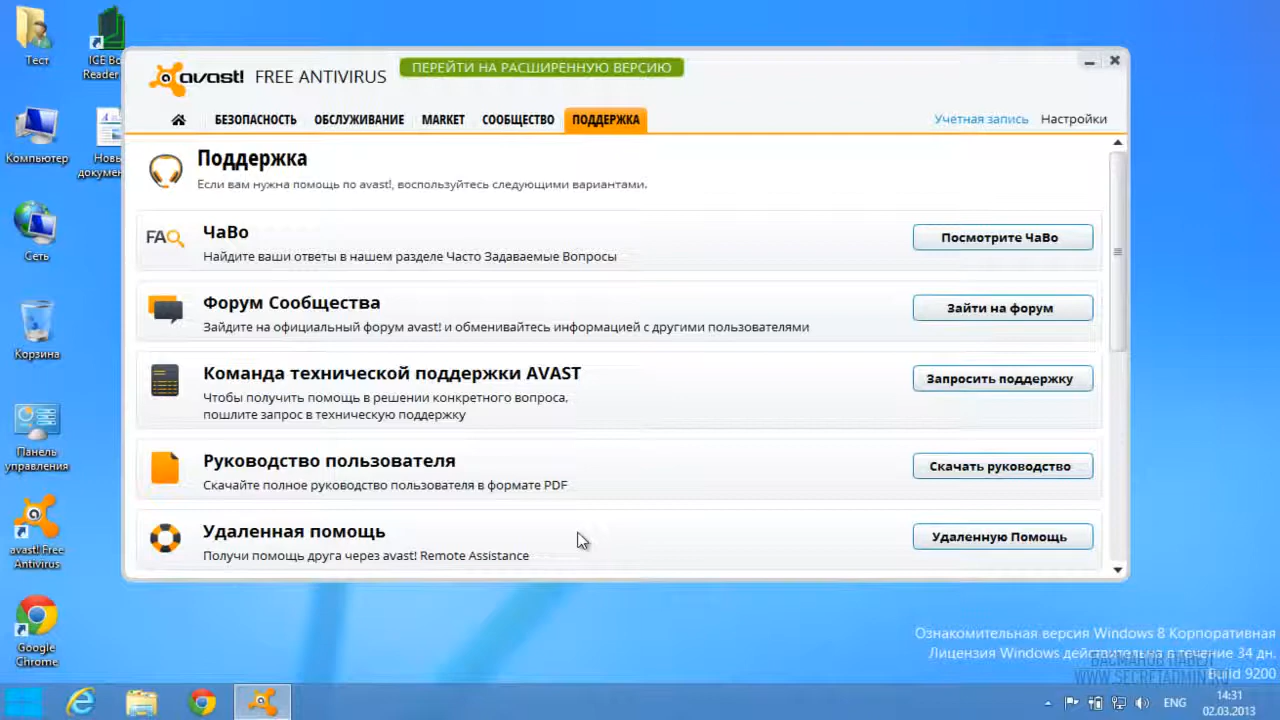 Тест
ICE Bo
Reader
Компьютер
Новь
докумен
Сеть
Корзина
Панель
управления
avast! Free
Antivirus
Google
Chrome
avast! FREE ANTIVIRUS
ПЕРЕЙТИ НА РАСШИРЕННУЮ ВЕРСИЮ
БЕЗОПАСНОСТЬ ОБСЛУЖИВАНИЕ MARKET СООБЩЕСТВО ПОДДЕРЖКА
Учетная запись Настройки
Поддержка
Если вам нужна помощь по avast!, воспользуйтесь следующими вариантами.
FAQ
ЧаВо
Найдите ваши ответы в нашем разделе Часто Задаваемые Вопросы
Посмотрите ЧаВо
Форум Сообщества
Зайдите на официальный форум avast! и обменивайтесь информацией с другими пользователями
Зайти на форум
Команда технической поддержки AVAST
Чтобы получить помощь в решении конкретного вопроса,
пошлите запрос в техническую поддержку
Запросить поддержку
Руководство пользователя
Скачайте полное руководство пользователя в формате PDF
Скачать руководство
Удаленная помощь
Получи помощь друга через avast! Remote Assistance
Удаленную Помощь
Ознакомительная версия Windows 8 Корпоративная
Лицензия Windows действительна в течение 34 дн.
Build 9200
ВАСМАНОВ ПАВЕЛ
WWW.SECRETADMIN.RU
ENG
14:31
02.03.2013